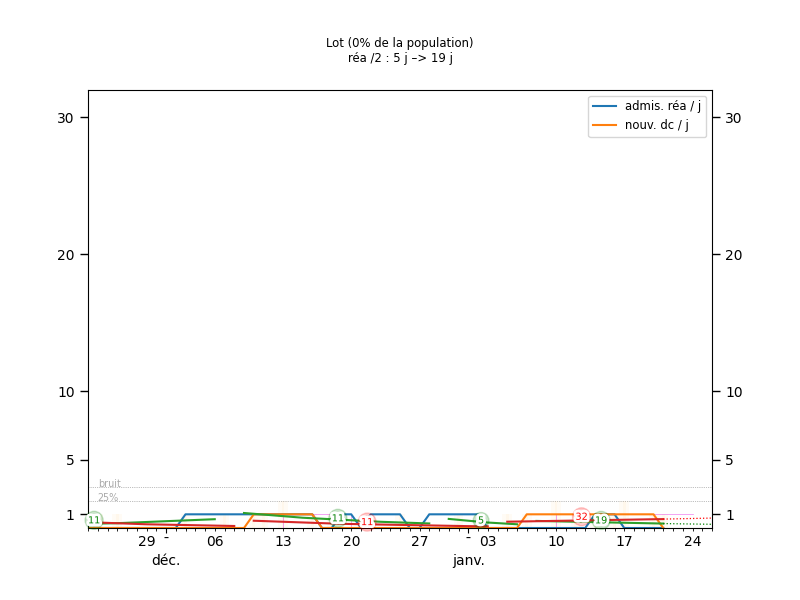 Lot (0% de la population)
réa /2 : 5 j –> 19 j
admis. réa / j
nouv. dc / j
30 30
20 20
10 10
5 5
bruit
25%
1 1
11 11 11 5 32 19
29 - 06 13 20 27 - 03 10 17 24
déc. janv.